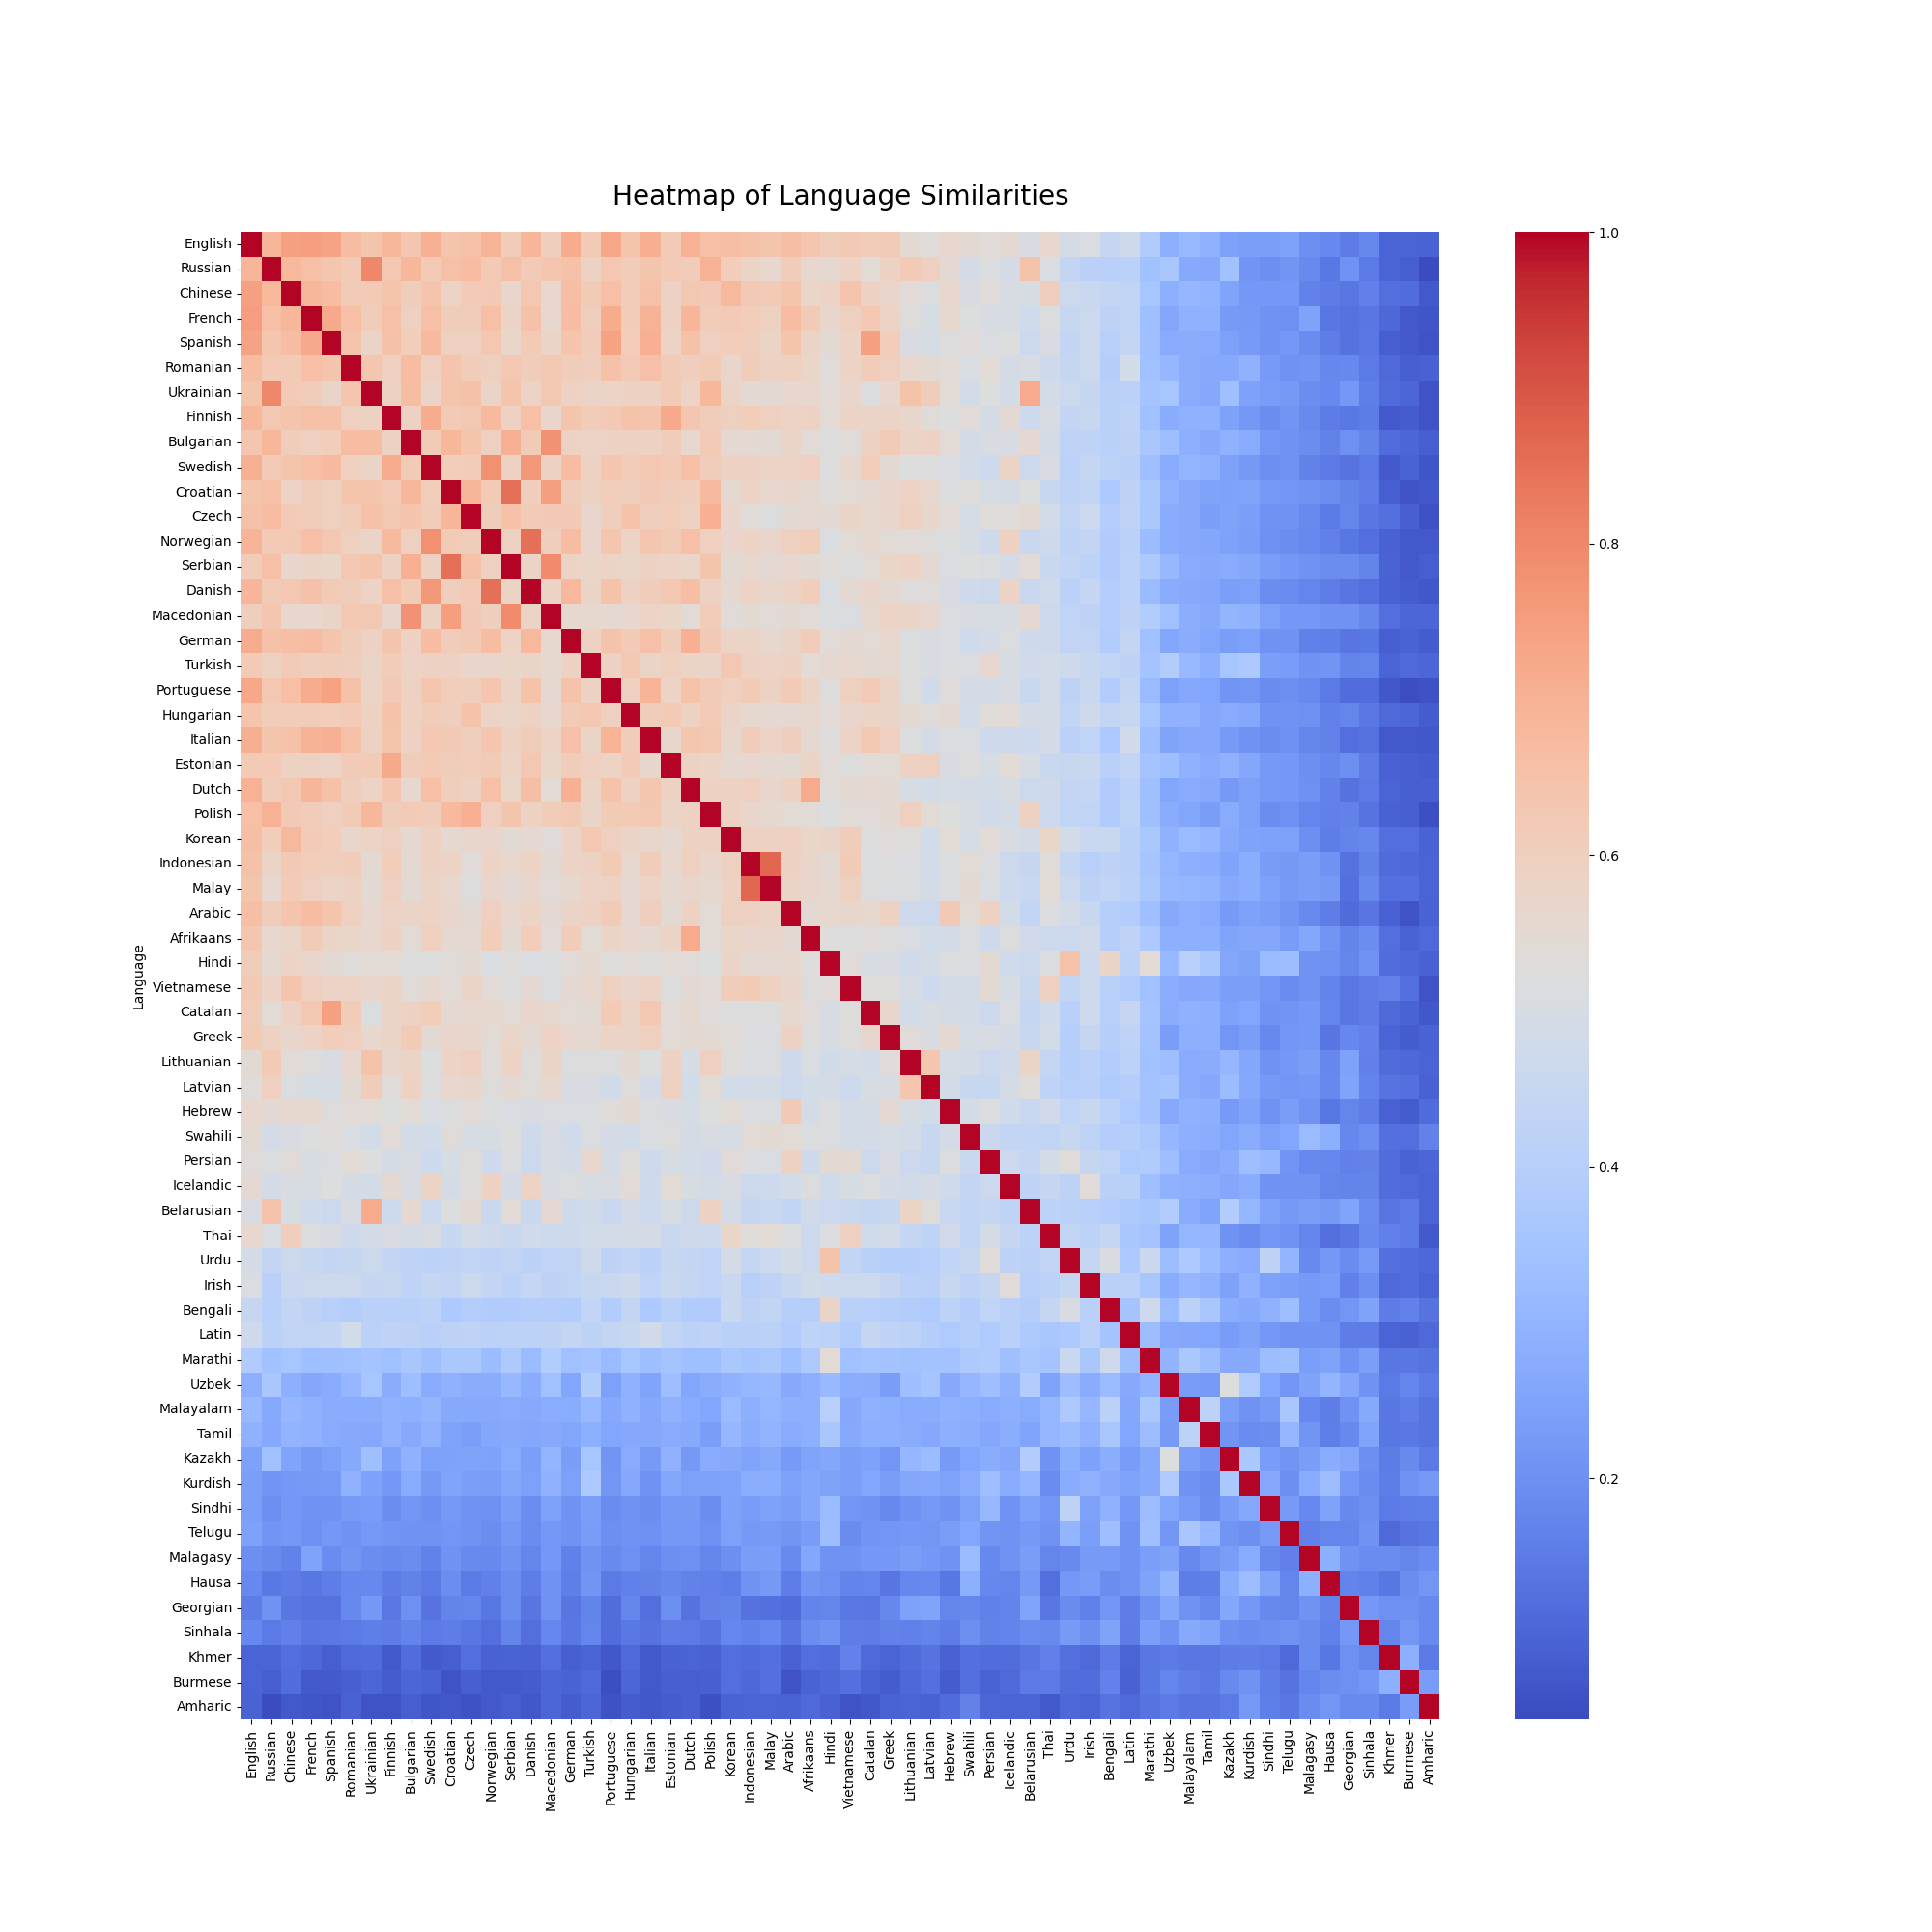 Heatmap of Language Similarities
English
Russian
Chinese
French
Spanish
Romanian
Ukrainian
Finnish
Bulgarian
Swedish
Croatian
Czech
Norwegian
Serbian
Danish
Macedonian
German
Turkish
Portuguese
Hungarian
Italian
Estonian
Dutch
Polish
Korean
Indonesian
Malay
Arabic
Afrikaans
Hindi
Vietnamese
Catalan
Greek
Lithuanian
Latvian
Hebrew
Swahili
Persian
Icelandic
Belarusian
Thai
Urdu
Irish
Bengali
Latin
Marathi
Uzbek
Malayalam
Tamil
Kazakh
Kurdish
Sindhi
Telugu
Malagasy
Hausa
Georgian
Sinhala
Khmer
Burmese
Amharic
Language
English
Russian
Chinese
French
Spanish
Romanian
Ukrainian
Finnish
Bulgarian
Swedish
Croatian
Czech
Norwegian
Serbian
Danish
Macedonian
German
Turkish
Portuguese
Hungarian
Italian
Estonian
Dutch
Polish
Korean
Indonesian
Malay
Arabic
Afrikaans
Hindi
Vietnamese
Catalan
Greek
Lithuanian
Latvian
Hebrew
Swahili
Persian
Icelandic
Belarusian
Thai
Urdu
Irish
Bengali
Latin
Marathi
Uzbek
Malayalam
Tamil
Kazakh
Kurdish
Sindhi
Telugu
Malagasy
Hausa
Georgian
Sinhala
Khmer
Burmese
Amharic
1.0
0.8
0.6
0.4
0.2